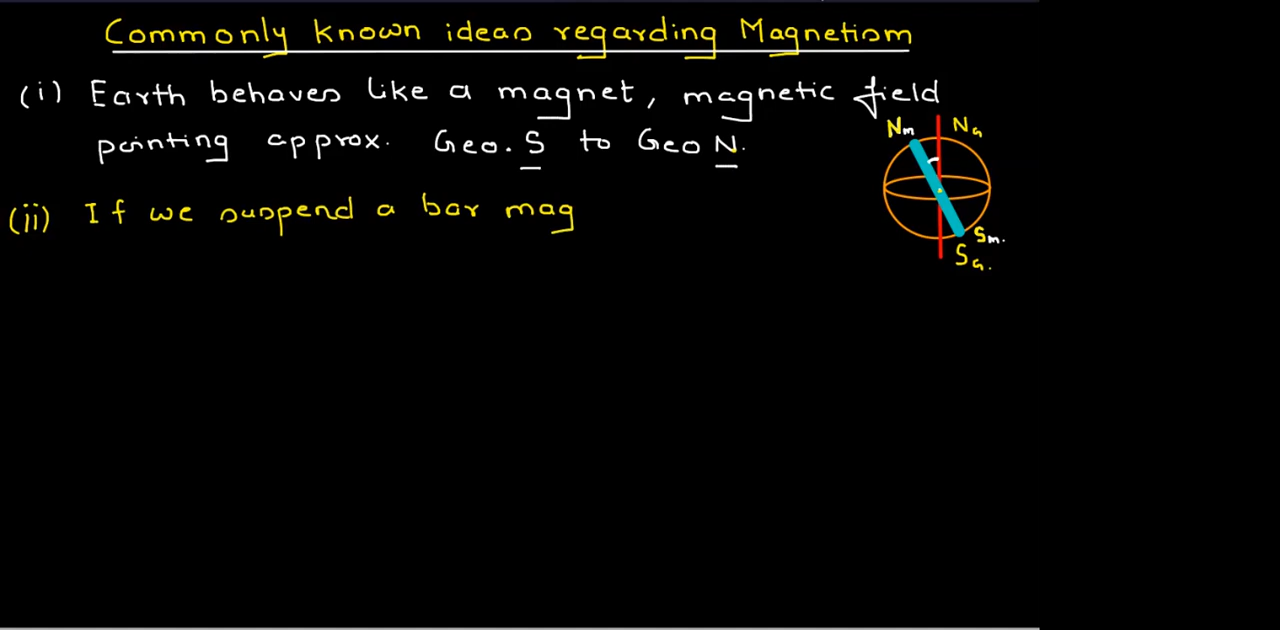 Commonly known ideas regarding Magnetism
(i) Earth behaves like a magnet, magnetic field
pointing approx. Geo. S to Geo N.
Nm NG
(ii) If we suspend a bar mag
Sm.
SG.